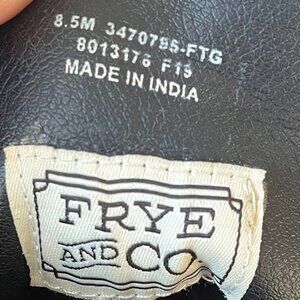 8.5M 3470795-FTG
8013176 F19
MADE IN INDIA
FRYE
AND CO